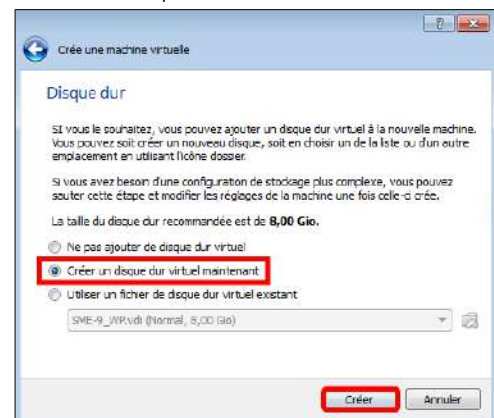 Crée une machine virtuelle
Disque dur
SI vous le souhaitez, vous pouvez ajouter un disque dur virtuel à la nouvelle machine.
Vous pouvez soit créer un nouveau disque, soit en choisir un de la liste ou d'un autre
emplacement en utilisant l'icône dossier.
Si vous avez besoin d'une configuration de stockage plus complexe, vous pouvez
sauter cette étape et modifier les réglages de la machine une fois celle-ci crée.
La taille du disque dur recommandée est de 8,00 Gio.
Ne pas ajouter de disque dur virtuel
Créer un disque dur virtuel maintenant
Utiliser un fichier de disque dur virtuel existant
SME-9_WP.vdi (Normal, 8,00 Gio)
Créer Annuler